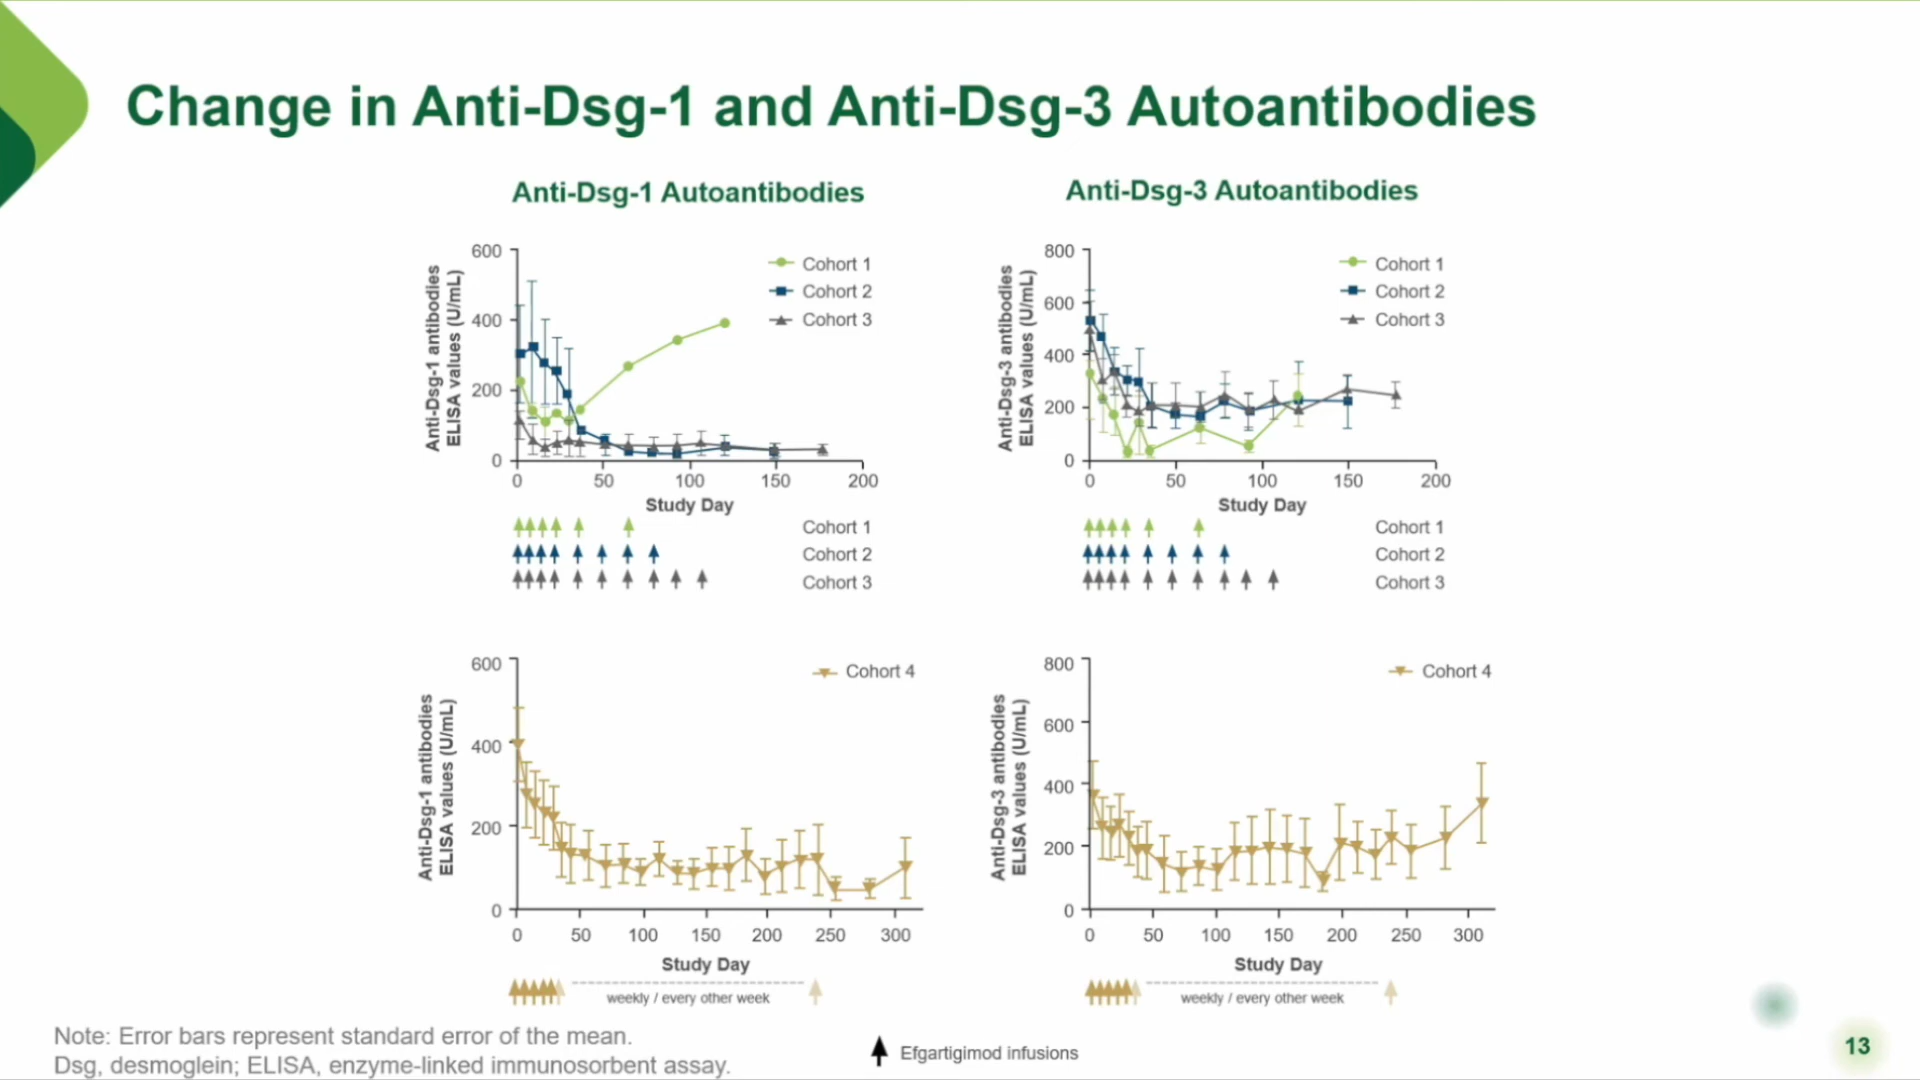 Change in Anti-Dsg-1 and Anti-Dsg-3 Autoantibodies
Anti-Dsg-1 Autoantibodies
Anti-Dsg-1 antibodies
ELISA values (U/mL)
600
400
200
0
Cohort 1
Cohort 2
Cohort 3
0 50 100 150 200
Study Day
Cohort 1
Cohort 2
Cohort 3
Anti-Dsg-3 Autoantibodies
Anti-Dsg-3 antibodies
ELISA values (U/mL)
800
600
400
200
0
Cohort 1
Cohort 2
Cohort 3
0 50 100 150 200
Study Day
Cohort 1
Cohort 2
Cohort 3
Anti-Dsg-1 antibodies
ELISA values (U/mL)
600
400
200
0
Cohort 4
0 50 100 150 200 250 300
Study Day
weekly / every other week
Anti-Dsg-3 antibodies
ELISA values (U/mL)
800
600
400
200
0
Cohort 4
0 50 100 150 200 250 300
Study Day
weekly / every other week
Note: Error bars represent standard error of the mean.
Dsg, desmoglein; ELISA, enzyme-linked immunosorbent assay.
Efgartigimod infusions
13